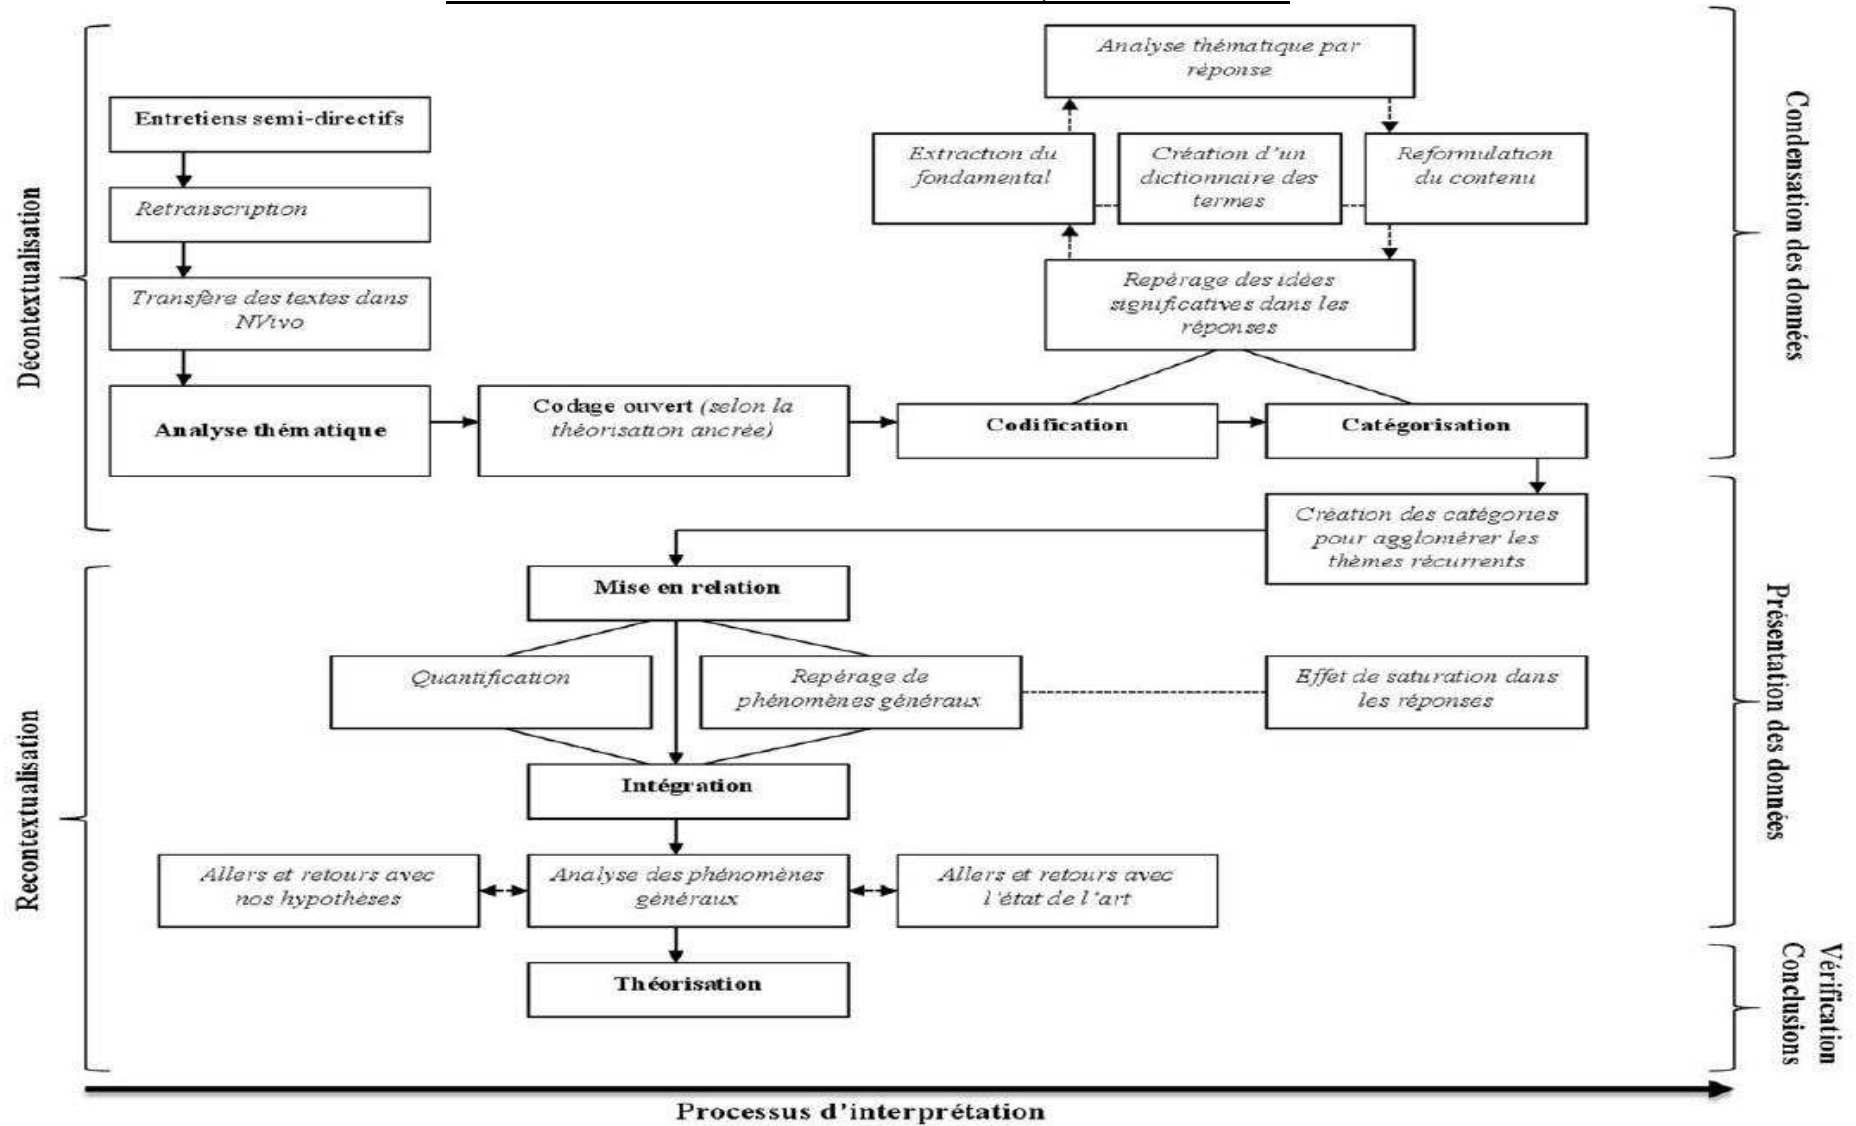 Analyse thématique par
réponse
Entretiens semi-directifs
Extraction du
fondamental
Création d'un
dictionnaire des
termes
Reformulation
du contenu
Retranscription
Transfère des textes dans
NVivo
Repérage des idées
significatives dans les
réponses
Analyse thématique
Codage ouvert (selon la
théorisation ancrée)
Codification
Catégorisation
Création des catégories
pour agglomérer les
thèmes récurrents
Mise en relation
Quantification
Repérage de
phénomènes généraux
Effet de saturation dans
les réponses
Intégration
Allers et retours avec
nos hypothèses
Analyse des phénomènes
généraux
Allers et retours avec
l'état de l'art
Théorisation
Processus d'interprétation
Décontextualisation
Recontextualisation
Condensation des données
Présentation des données
Vérification
Conclusions